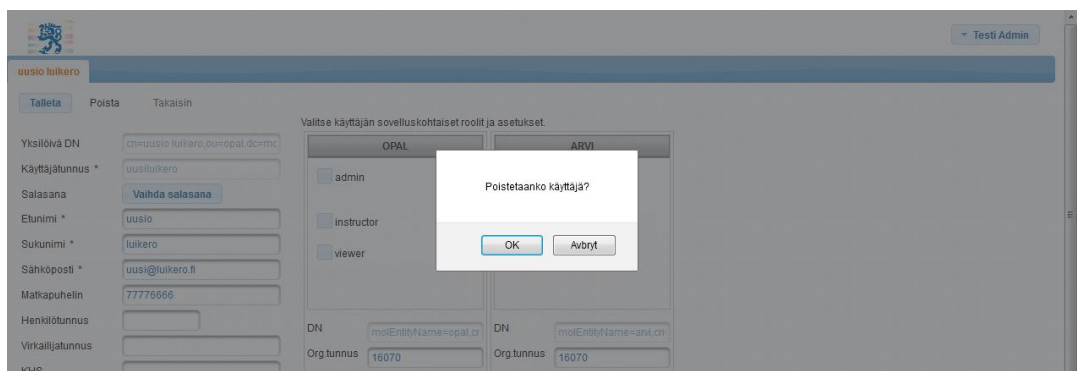 Testi Admin
uusio luikero
Talleta Poista Takaisin
Valitse käyttäjän sovelluskohtaiset roolit ja asetukset.
Yksilöivä DN cn=uusio luikero,ou=opal,dc=mo
OPAL ARVI
Käyttäjätunnus * uusiluikero
admin
Poistetaanko käyttäjä?
Salasana Vaihda salasana
Etunimi * uusio
instructor
Sukunimi * luikero
OK Avbryt
viewer
Sähköposti * uusi@luikero.fi
Matkapuhelin 77776666
Henkilötunnus
DN molEntityName=opal,cn DN molEntityName=arvi,cn
Virkailijatunnus
Org.tunnus 16070 Org.tunnus 16070
KHS